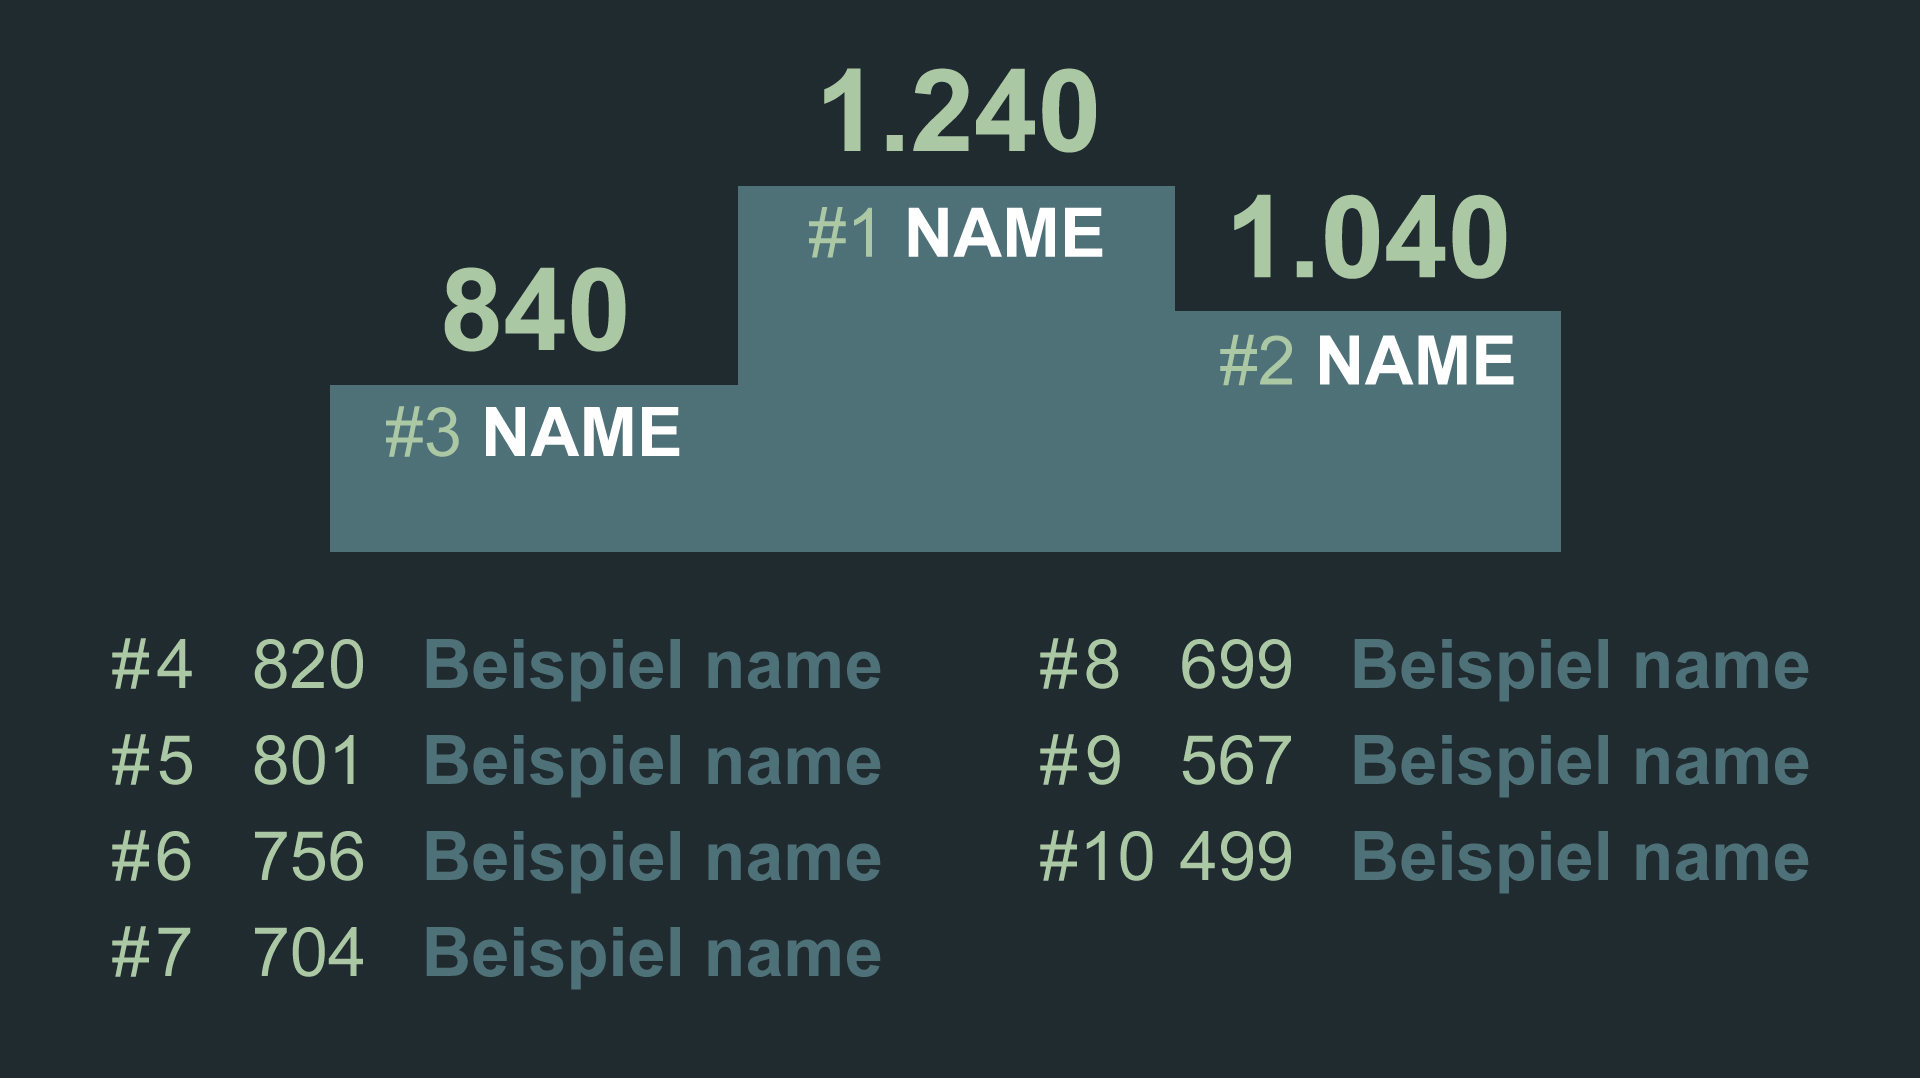 1.240
#1 NAME
1.040
#2 NAME
840
#3 NAME
#4 820 Beispiel name
#5 801 Beispiel name
#6 756 Beispiel name
#7 704 Beispiel name
#8 699 Beispiel name
#9 567 Beispiel name
#10 499 Beispiel name